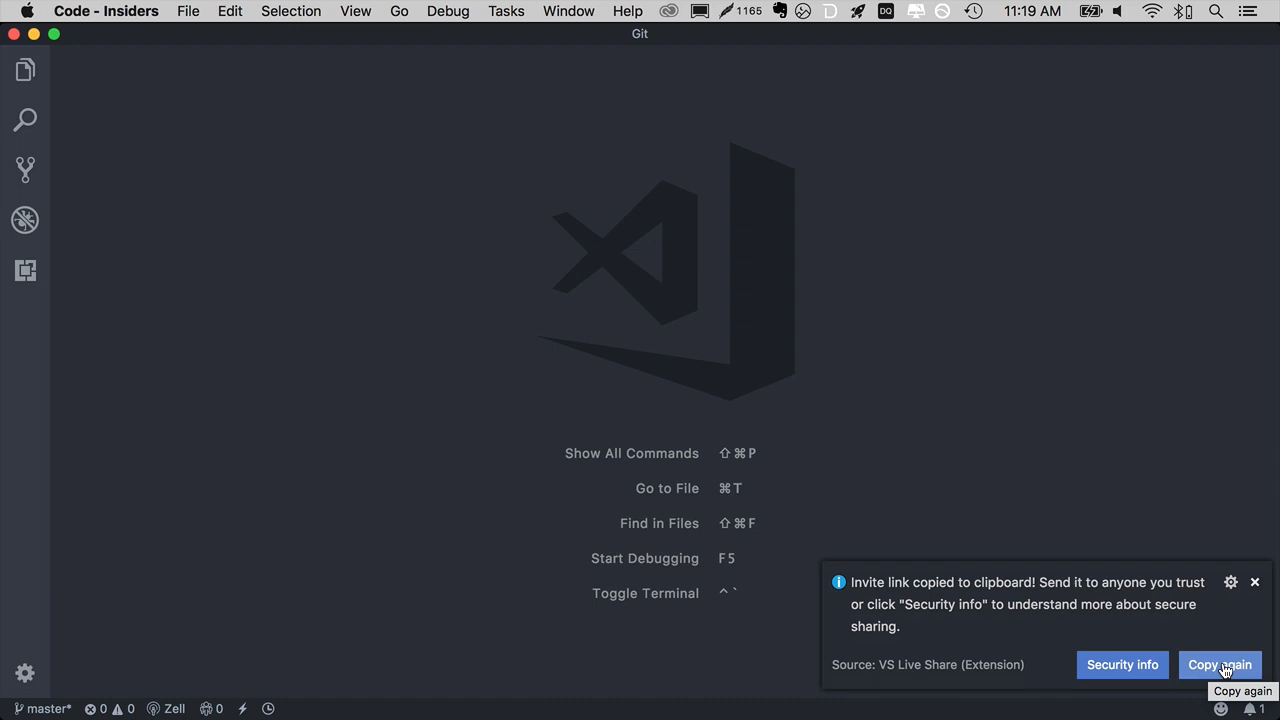 Code - Insiders File Edit Selection View Go Debug Tasks Window Help 1165 DQ 11:19 AM
Git
Show All Commands ⇧⌘P
Go to File ⌘T
Find in Files ⇧⌘F
Start Debugging F5
Toggle Terminal ⌃`
Invite link copied to clipboard! Send it to anyone you trust
or click "Security info" to understand more about secure
sharing.
Source: VS Live Share (Extension) Security info Copy again
Copy again
master* 0 0 Zell 0 1